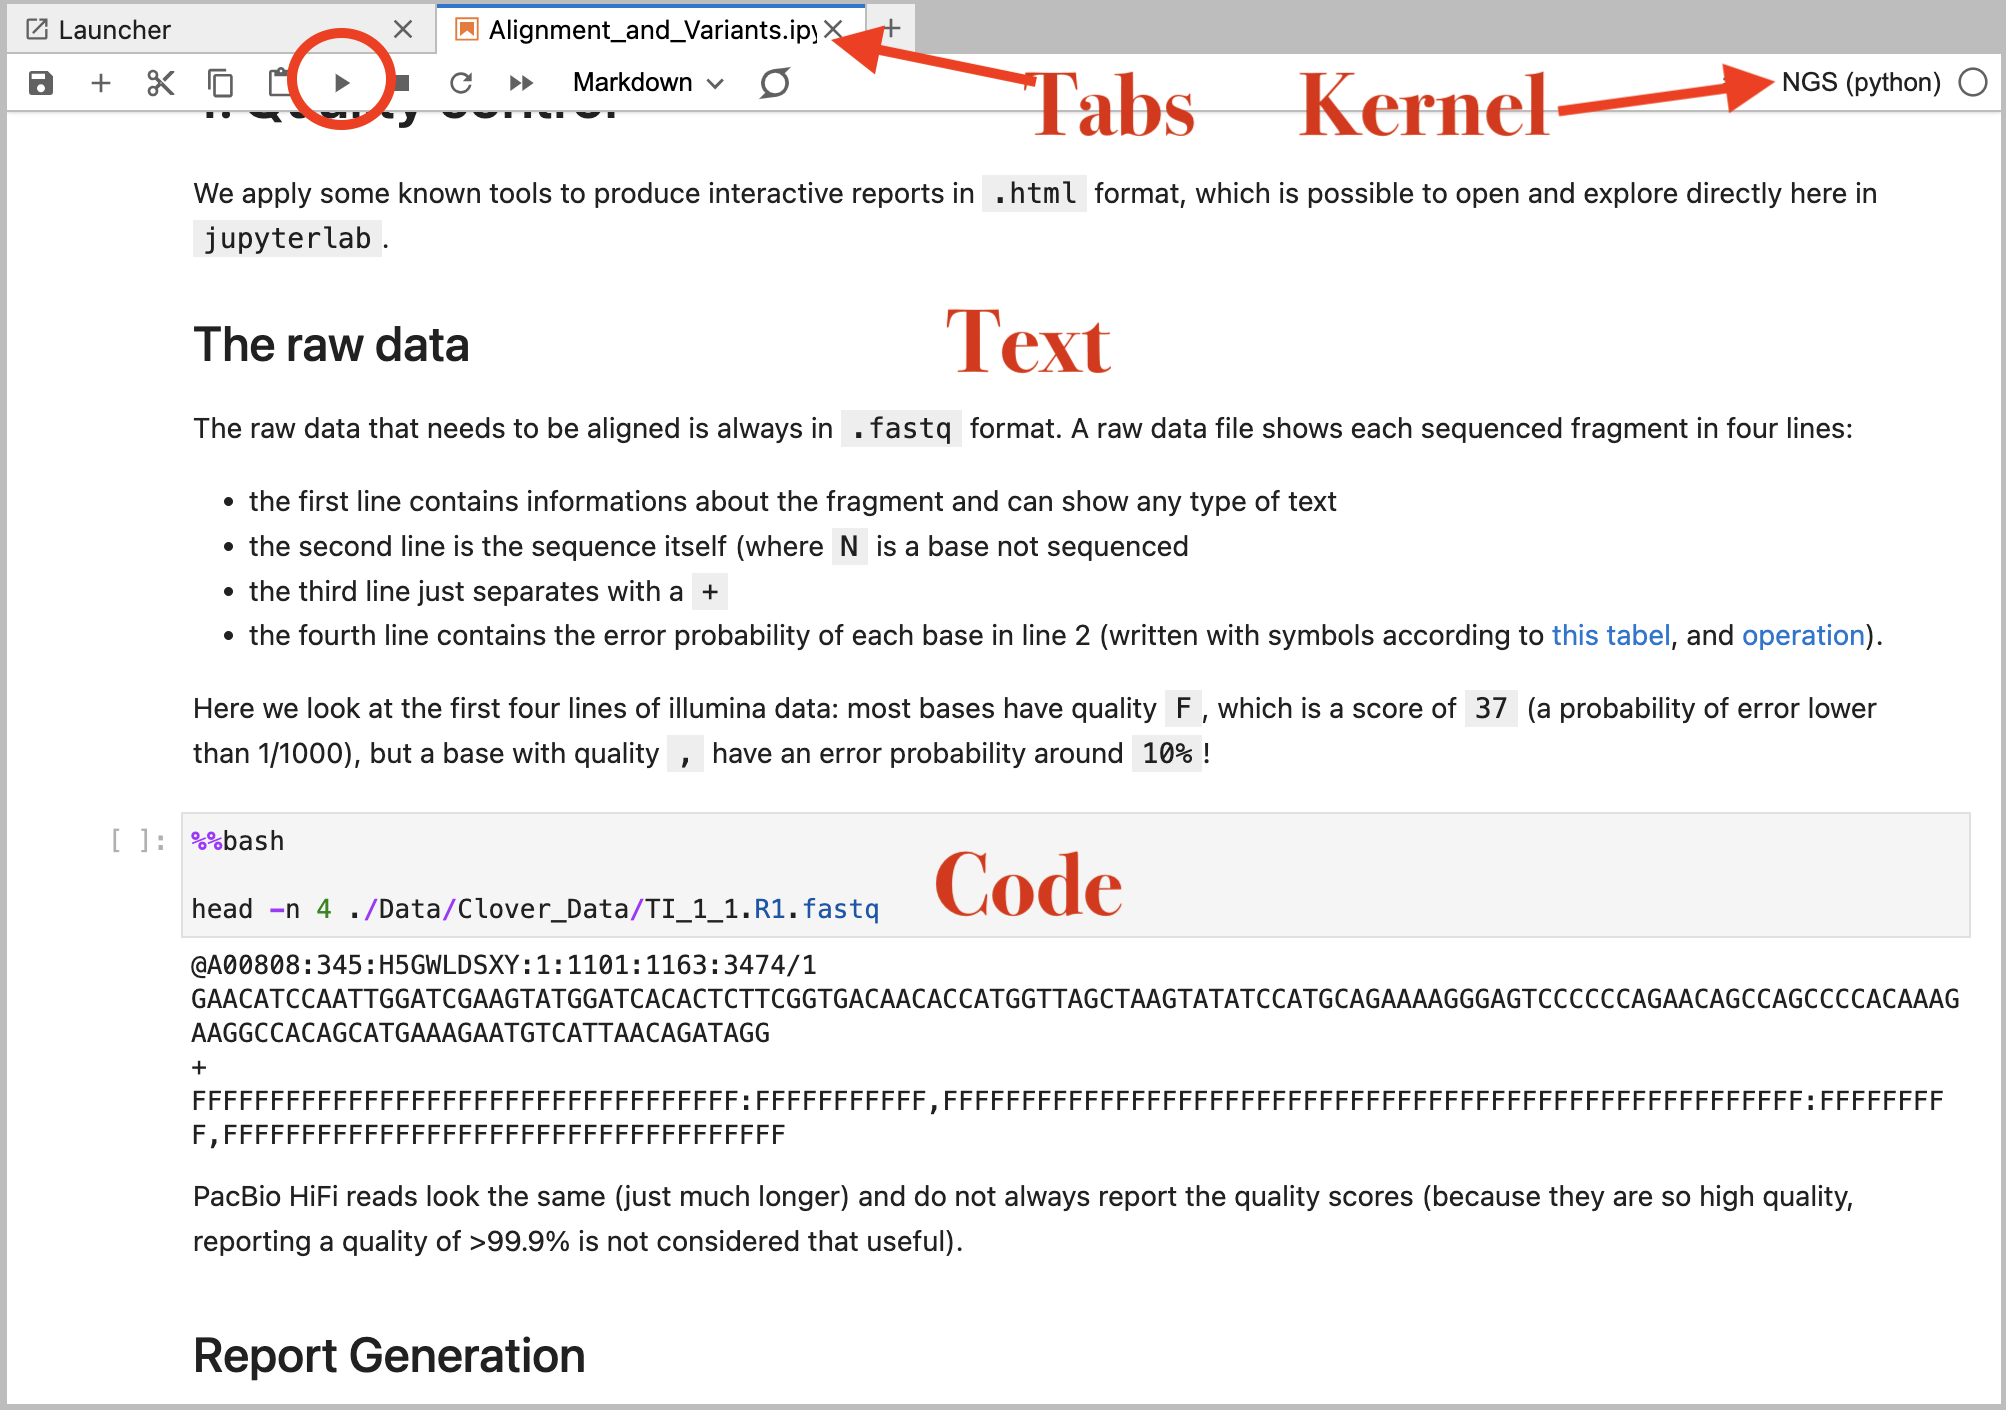 Launcher
Alignment_and_Variants.ipy
Markdown
Tabs
Kernel
NGS (python)
1. Quality control
We apply some known tools to produce interactive reports in .html format, which is possible to open and explore directly here in
jupyterlab.
The raw data
Text
The raw data that needs to be aligned is always in .fastq format. A raw data file shows each sequenced fragment in four lines:
• the first line contains informations about the fragment and can show any type of text
• the second line is the sequence itself (where N is a base not sequenced
• the third line just separates with a +
• the fourth line contains the error probability of each base in line 2 (written with symbols according to this tabel, and operation).
Here we look at the first four lines of illumina data: most bases have quality F, which is a score of 37 (a probability of error lower
than 1/1000), but a base with quality , have an error probability around 10%!
[ ]:
%%bash
Code
head -n 4 ./Data/Clover_Data/TI_1_1.R1.fastq
@A00808:345:H5GWLDSXY:1:1101:1163:3474/1
GAACATCCAATTGGATCGAAGTATGGATCACACTCTTCGGTGACAACACCATGGTTAGCTAAGTATATCCATGCAGAAAAGGGAGTCCCCCCAGAACAGCCAGCCCCACAAAG
AAGGCCACAGCATGAAAGAATGTCATTAACAGATAGG
+
FFFFFFFFFFFFFFFFFFFFFFFFFFFFFFFFFFF:FFFFFFFFFFF,FFFFFFFFFFFFFFFFFFFFFFFFFFFFFFFFFFFFFFFFFFFFFFFFFFFFFFF:FFFFFFFF
F,FFFFFFFFFFFFFFFFFFFFFFFFFFFFFFFFFFFF
PacBio HiFi reads look the same (just much longer) and do not always report the quality scores (because they are so high quality,
reporting a quality of >99.9% is not considered that useful).
Report Generation